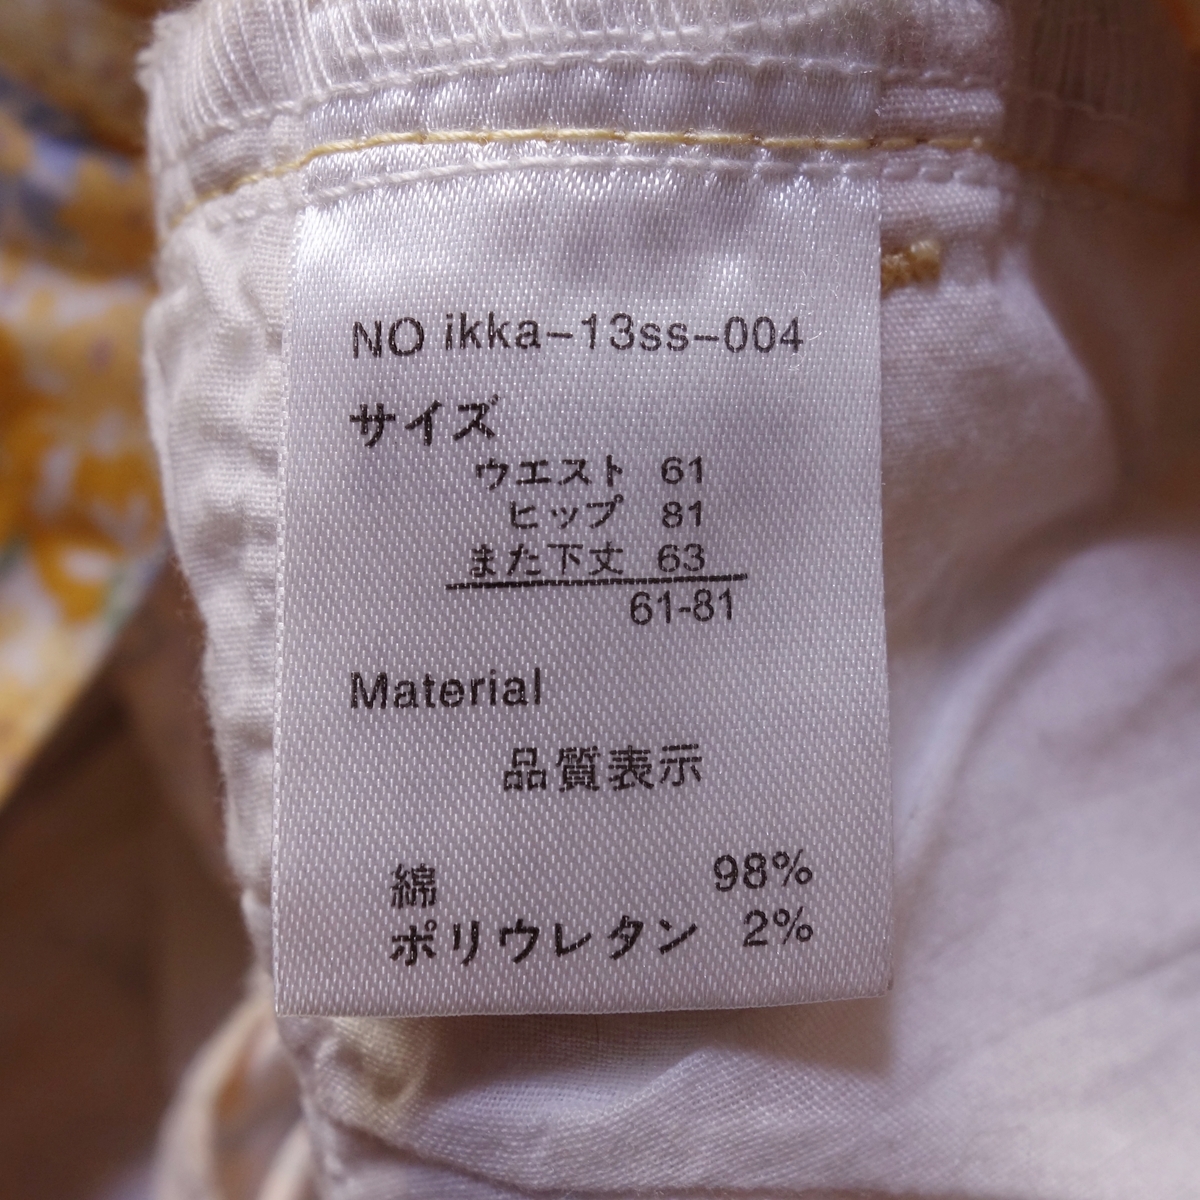 NO ikka-13ss-004
サイズ
ウエスト 61
ヒップ 81
また下丈 63
61-81
Material
品質表示
綿 98%
ポリウレタン 2%